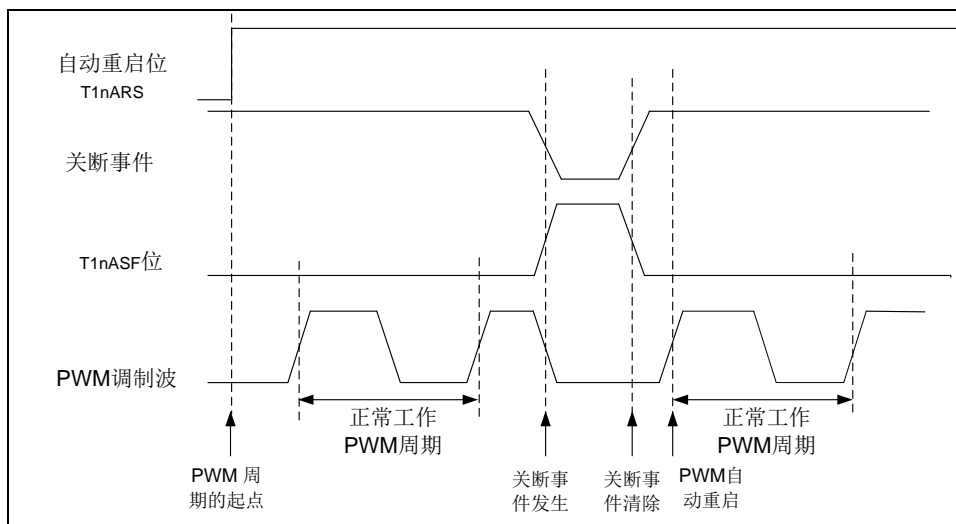 自动重启位
T1nARS
关断事件
T1nASF位
PWM调制波
正常工作
PWM周期
正常工作
PWM周期
PWM 周
期的起点
关断事
件发生
关断事
件清除
PWM自
动重启